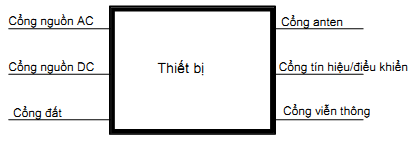 Cổng nguồn AC
Cổng nguồn DC
Cổng đất
Thiết bị
Cổng anten
Cổng tín hiệu/điều khiển
Cổng viễn thông